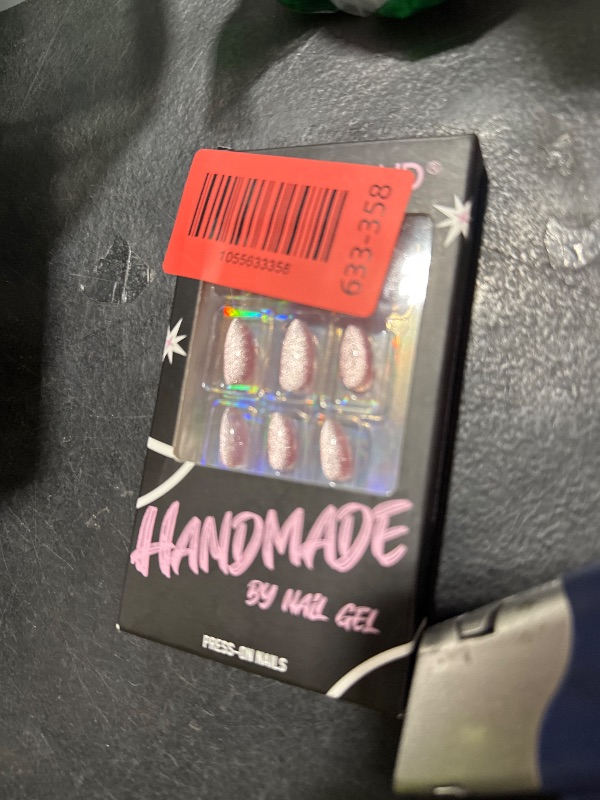 1055633358
633-358
HANDMADE
BY NAIL GEL
PRESS-ON NAILS